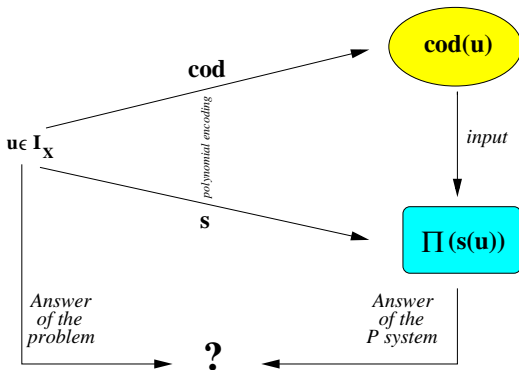 cod(u)
cod
input
polynomial encoding
u ϵ I_X
s
Π(s(u))
Answer
of the
problem
Answer
of the
P system
?